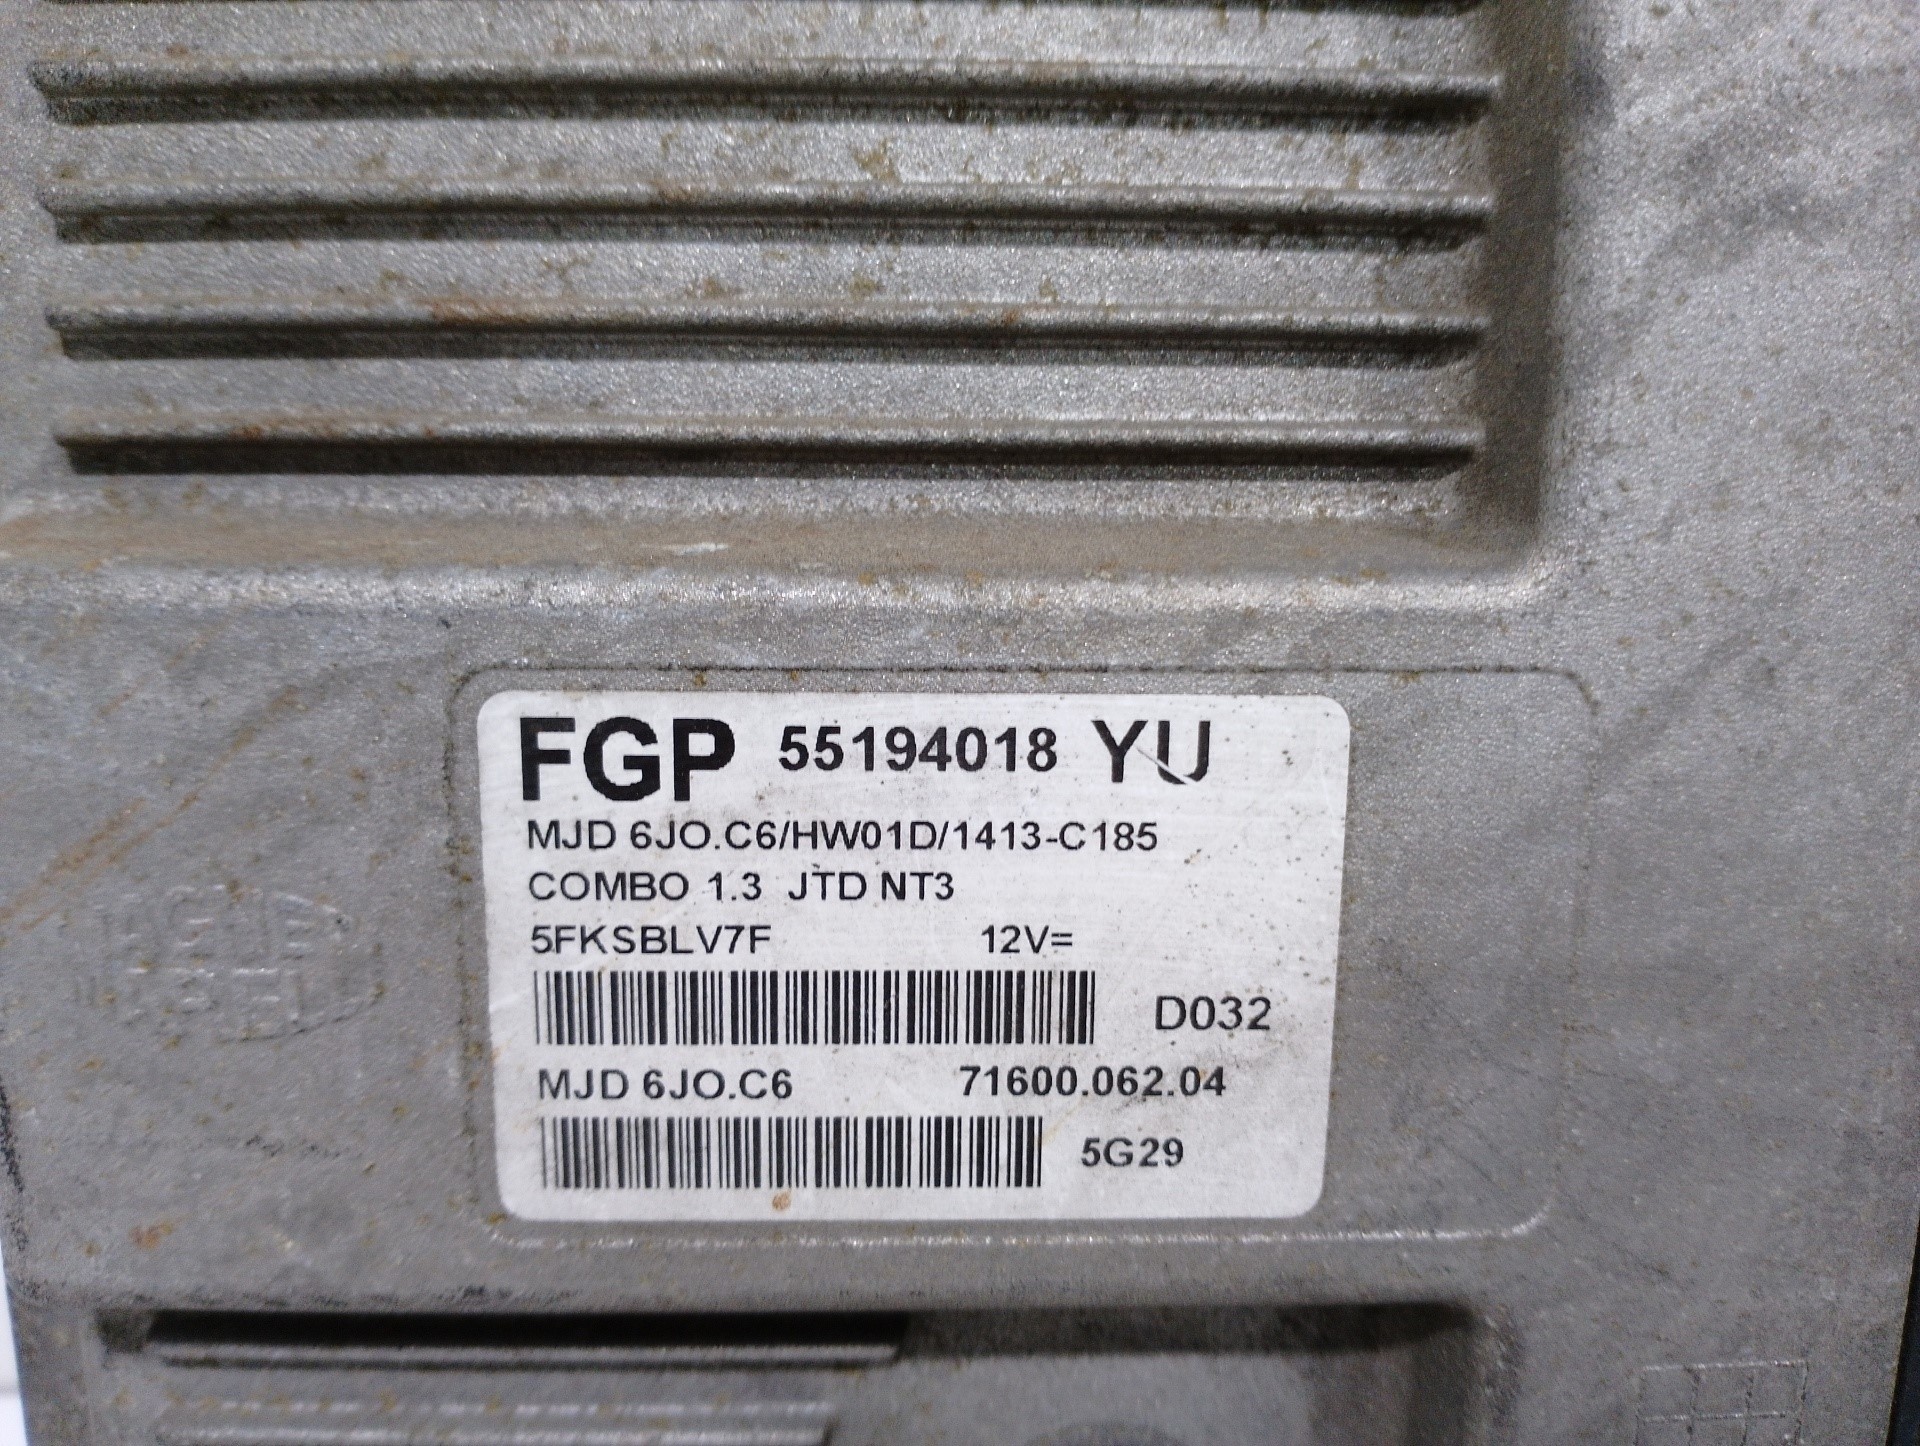 FGP 55194018 YU
MJD 6JO.C6/HW01D/1413-C185
COMBO 1.3 JTD NT3
5FKSBLV7F 12V=
D032
MJD 6JO.C6 71600.062.04
5G29